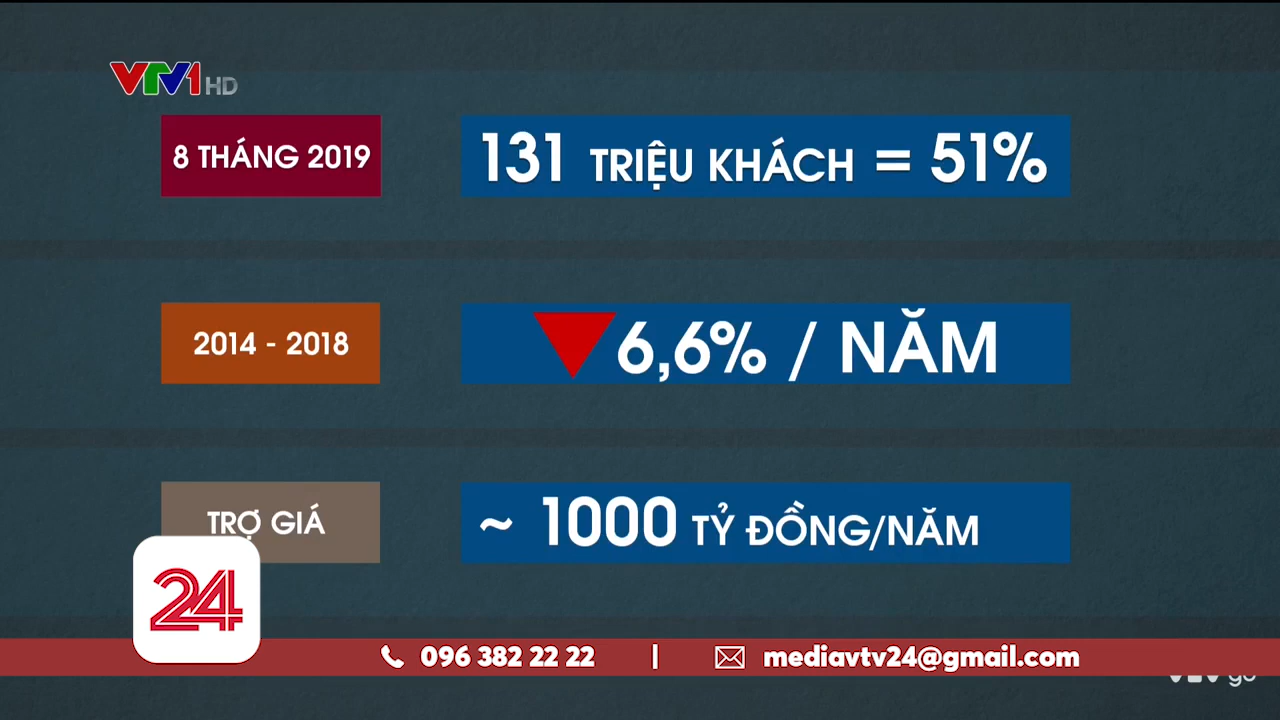 VTV1 HD
8 THÁNG 2019
131 TRIỆU KHÁCH = 51%
2014 - 2018
6,6% / NĂM
TRỢ GIÁ
~ 1000 TỶ ĐỒNG/NĂM
24
096 382 22 22 | mediavtv24@gmail.com
go